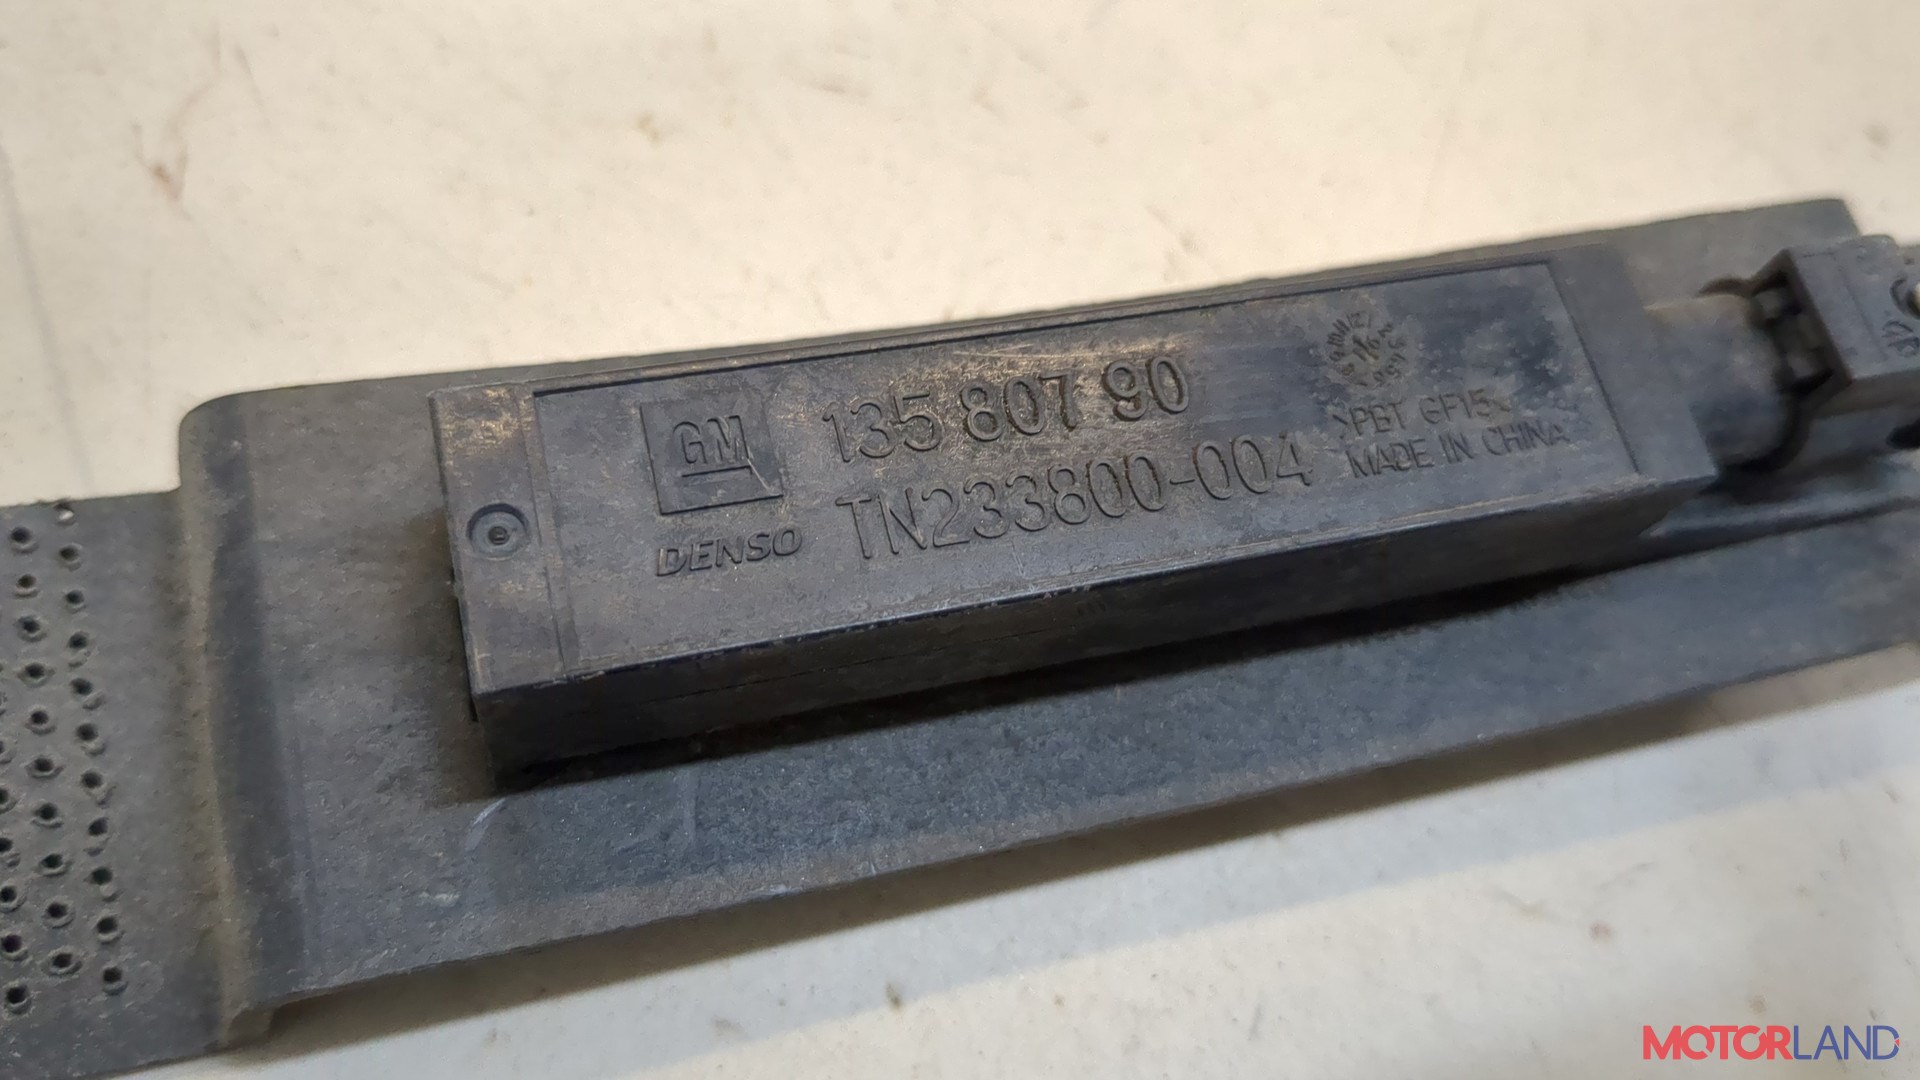 GM
135 807 90
DENSO
TN233800-004
>PBT GF15<
MADE IN CHINA
MOTORLAND